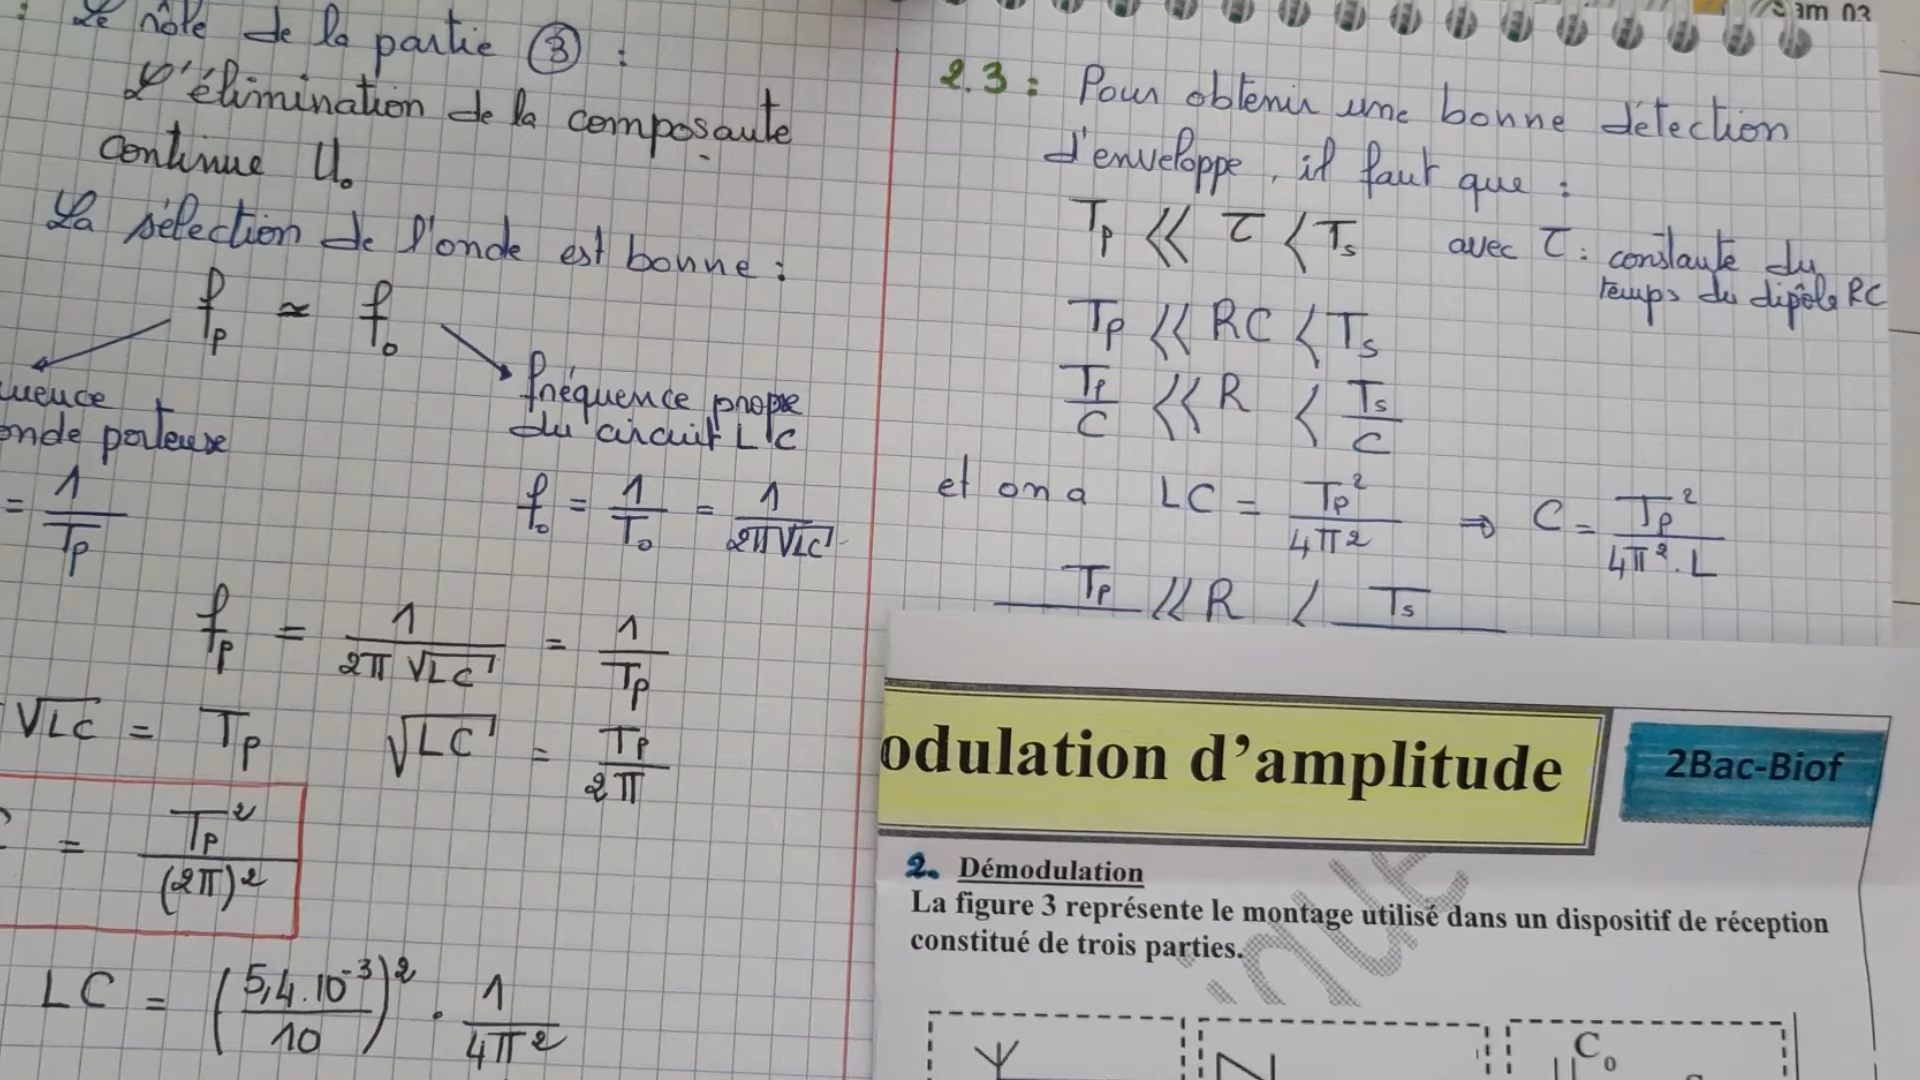 Le rôle de la partie ③ :
L'élimination de la composante
continue U₀
La sélection de l'onde est bonne :
fp ≃ f₀
fréquence propre
du circuit LC
onde porteuse
= 1/Tp
f₀ = 1/T₀ = 1/(2π√LC)
fp = 1/(2π√LC) = 1/Tp
√LC = Tp √LC = Tp/2π
= Tp²/(2π)²
LC = (5,4.10⁻³/10)² . 1/4π²
2.3 : Pour obtenir une bonne détection
d'enveloppe, il faut que :
Tp << τ < Ts avec τ : constante du
temps du dipôle RC
Tp << RC < Ts
Tp/C << R < Ts/C
et on a LC = Tp²/4π² ⇒ C = Tp²/4π².L
Tp << R < Ts
odulation d'amplitude
2Bac-Biof
2. Démodulation
La figure 3 représente le montage utilisé dans un dispositif de réception
constitué de trois parties.
C₀